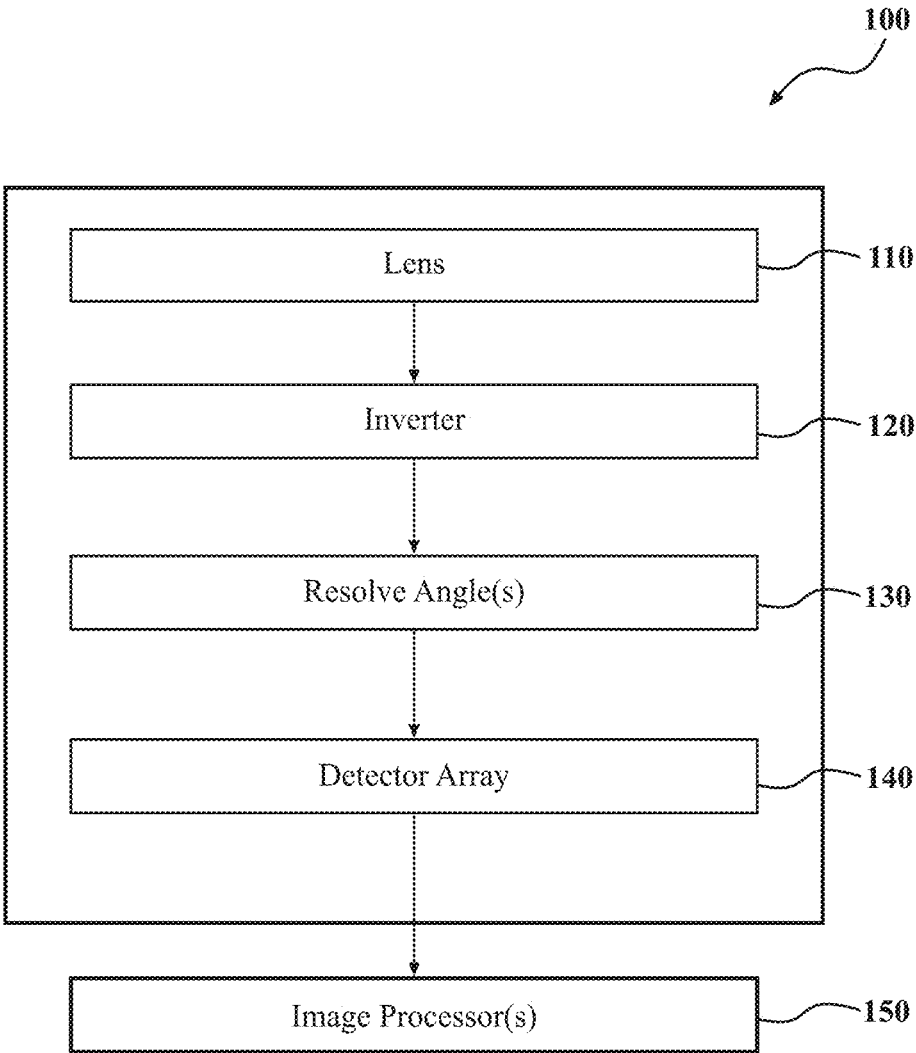 100
Lens
110
Inverter
120
Resolve Angle(s)
130
Detector Array
140
Image Processor(s)
150